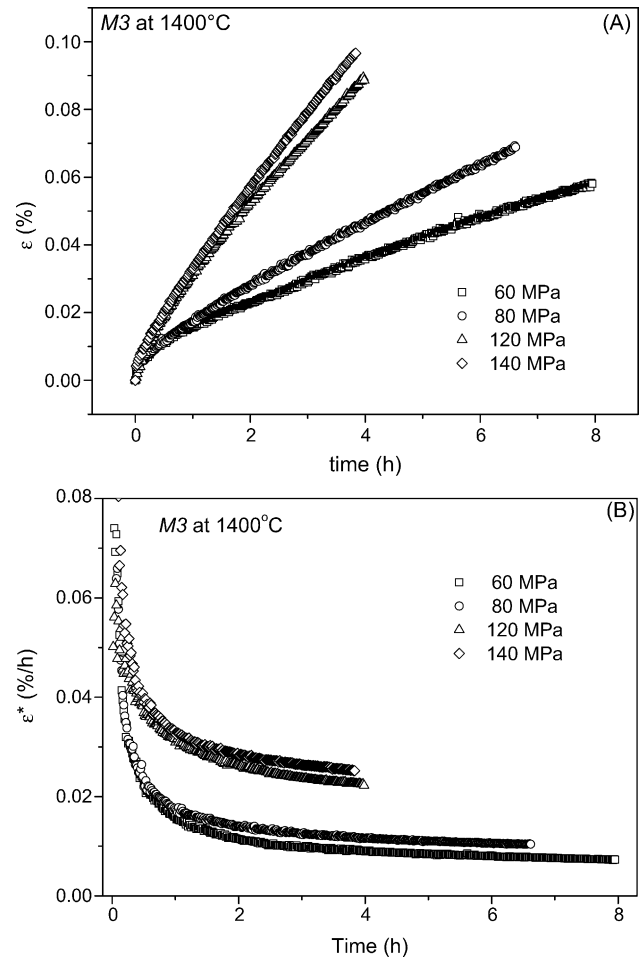 M3 at 1400°C
(A)
0.10
0.08
0.06
0.04
0.02
0.00
ε (%)
60 MPa
80 MPa
120 MPa
140 MPa
0 2 4 6 8
time (h)
(B)
M3 at 1400°C
0.08
0.06
0.04
0.02
0.00
ε* (%/h)
60 MPa
80 MPa
120 MPa
140 MPa
0 2 4 6 8
Time (h)